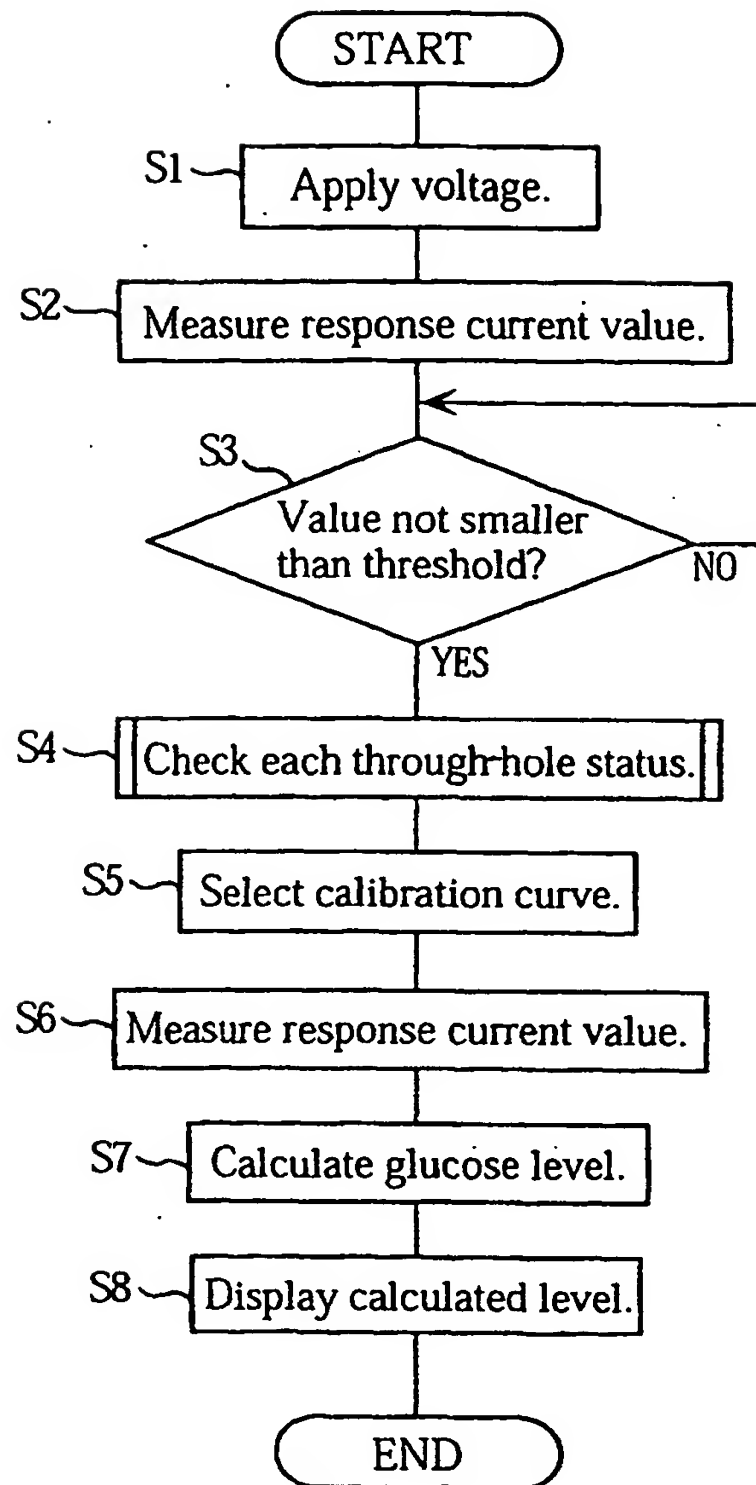 START
S1
Apply voltage.
S2
Measure response current value.
S3
Value not smaller
than threshold?
NO
YES
S4
Check each through-hole status.
S5
Select calibration curve.
S6
Measure response current value.
S7
Calculate glucose level.
S8
Display calculated level.
END